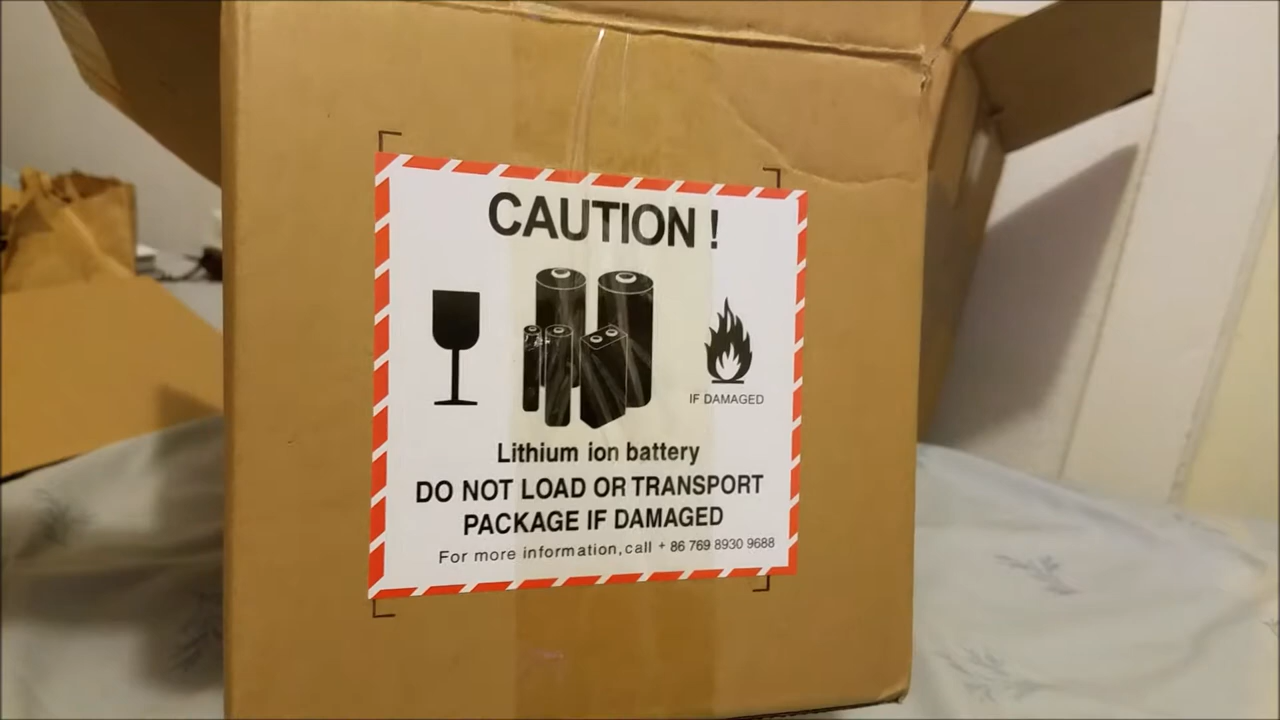 CAUTION !
IF DAMAGED
Lithium ion battery
DO NOT LOAD OR TRANSPORT
PACKAGE IF DAMAGED
For more information, call + 86 769 8930 9688